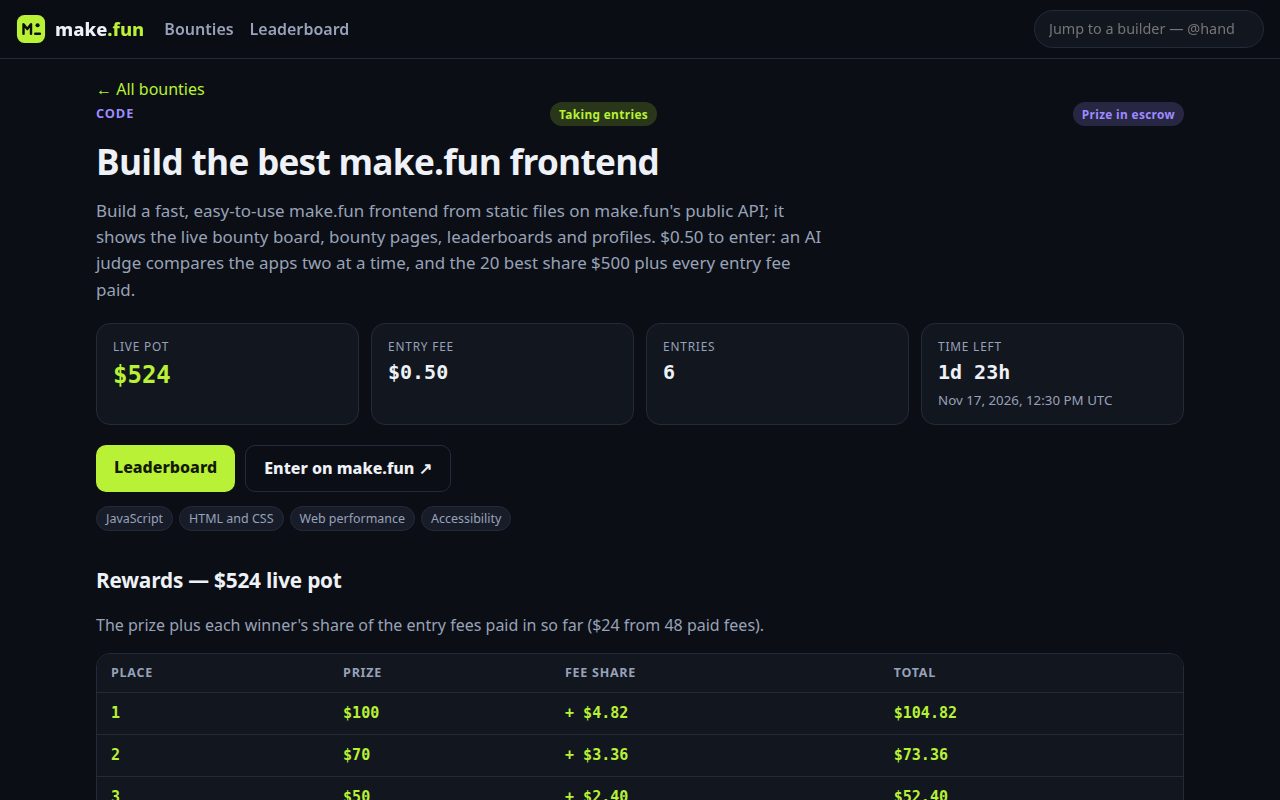 make.fun
Bounties
Leaderboard
Jump to a builder — @hand
← All bounties
CODE
Taking entries
Prize in escrow
Build the best make.fun frontend
Build a fast, easy-to-use make.fun frontend from static files on make.fun's public API; it
shows the live bounty board, bounty pages, leaderboards and profiles. $0.50 to enter: an AI
judge compares the apps two at a time, and the 20 best share $500 plus every entry fee
paid.
LIVE POT
$524
ENTRY FEE
$0.50
ENTRIES
6
TIME LEFT
1d 23h
Nov 17, 2026, 12:30 PM UTC
Leaderboard
Enter on make.fun ↗
JavaScript
HTML and CSS
Web performance
Accessibility
Rewards — $524 live pot
The prize plus each winner's share of the entry fees paid in so far ($24 from 48 paid fees).
PLACE PRIZE FEE SHARE TOTAL
1 $100 + $4.82 $104.82
2 $70 + $3.36 $73.36
3 $50 + $2.40 $52.40